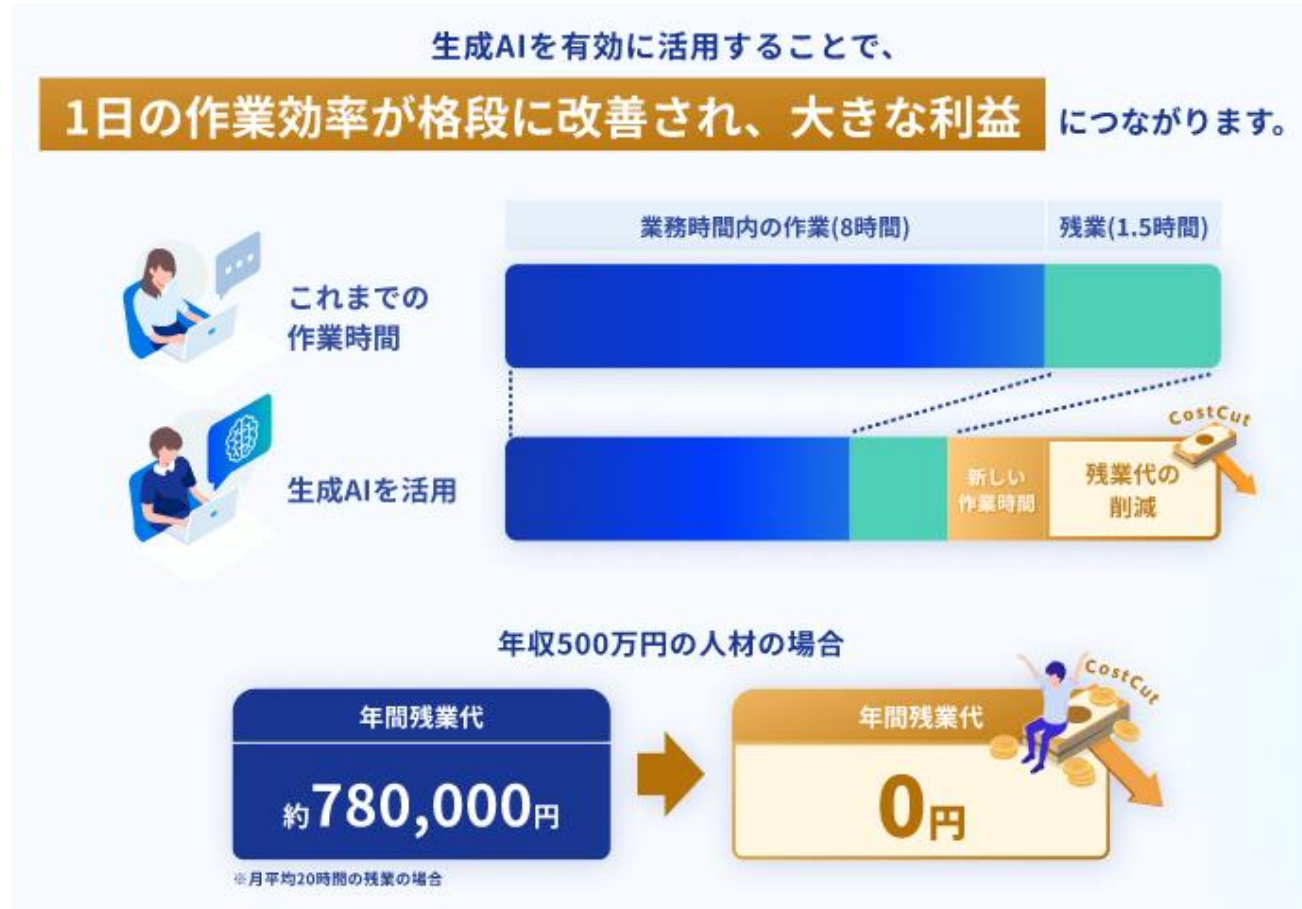 生成AIを有効に活用することで、
1日の作業効率が格段に改善され、大きな利益 につながります。
業務時間内の作業(8時間) 残業(1.5時間)
これまでの
作業時間
CostCut
生成AIを活用
新しい
作業時間
残業代の
削減
年収500万円の人材の場合
CostCut
年間残業代
約780,000円
年間残業代
0円
※月平均20時間の残業の場合